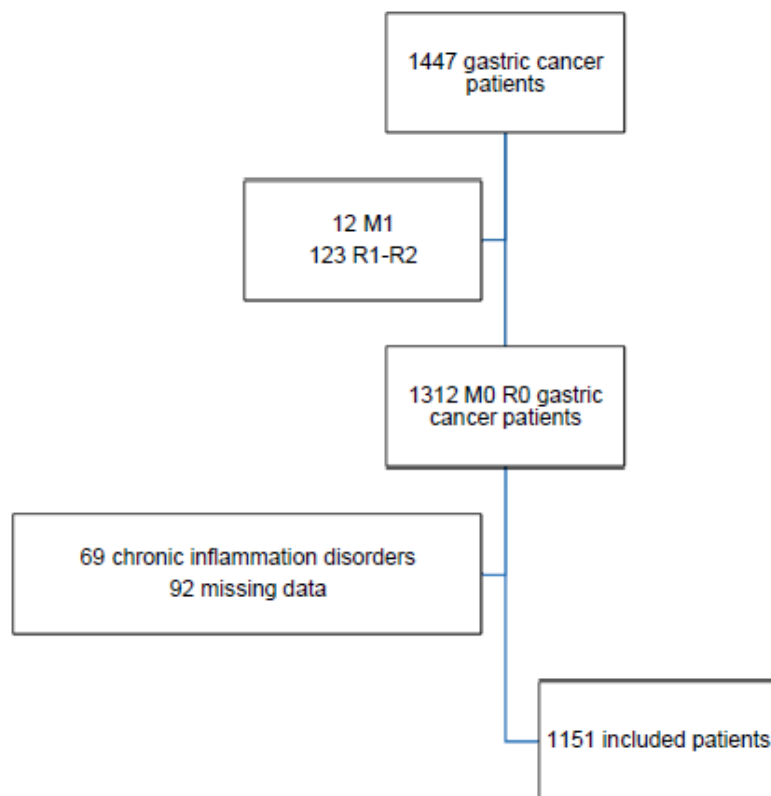 1447 gastric cancer
patients
12 M1
123 R1-R2
1312 M0 R0 gastric
cancer patients
69 chronic inflammation disorders
92 missing data
1151 included patients